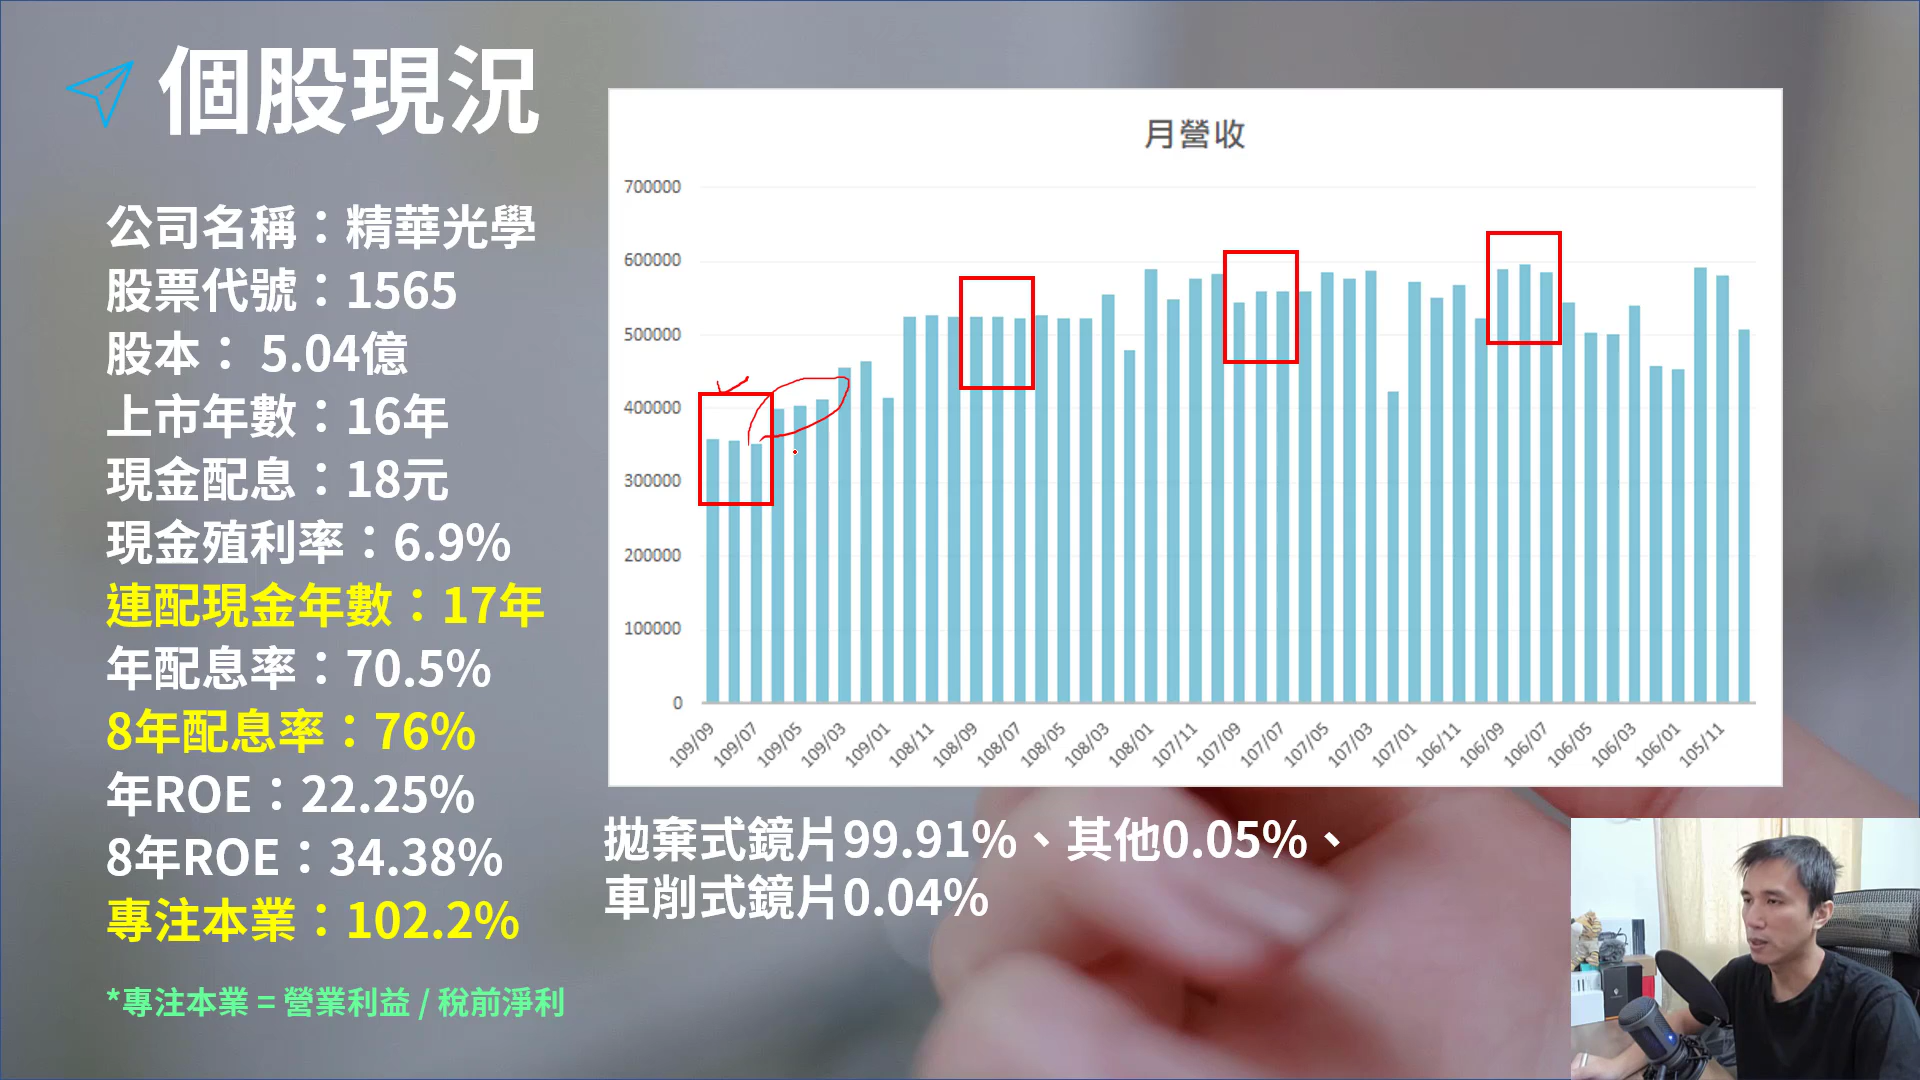 個股現況
公司名稱：精華光學
股票代號：1565
股本： 5.04億
上市年數：16年
現金配息：18元
現金殖利率：6.9%
連配現金年數：17年
年配息率：70.5%
8年配息率：76%
年ROE：22.25%
8年ROE：34.38%
專注本業：102.2%
*專注本業 = 營業利益 / 稅前淨利
月營收
700000
600000
500000
400000
300000
200000
100000
0
109/09
109/07
109/05
109/03
109/01
108/11
108/09
108/07
108/05
108/03
108/01
107/11
107/09
107/07
107/05
107/03
107/01
106/11
106/09
106/07
106/05
106/03
106/01
105/11
拋棄式鏡片99.91%、其他0.05%、
車削式鏡片0.04%